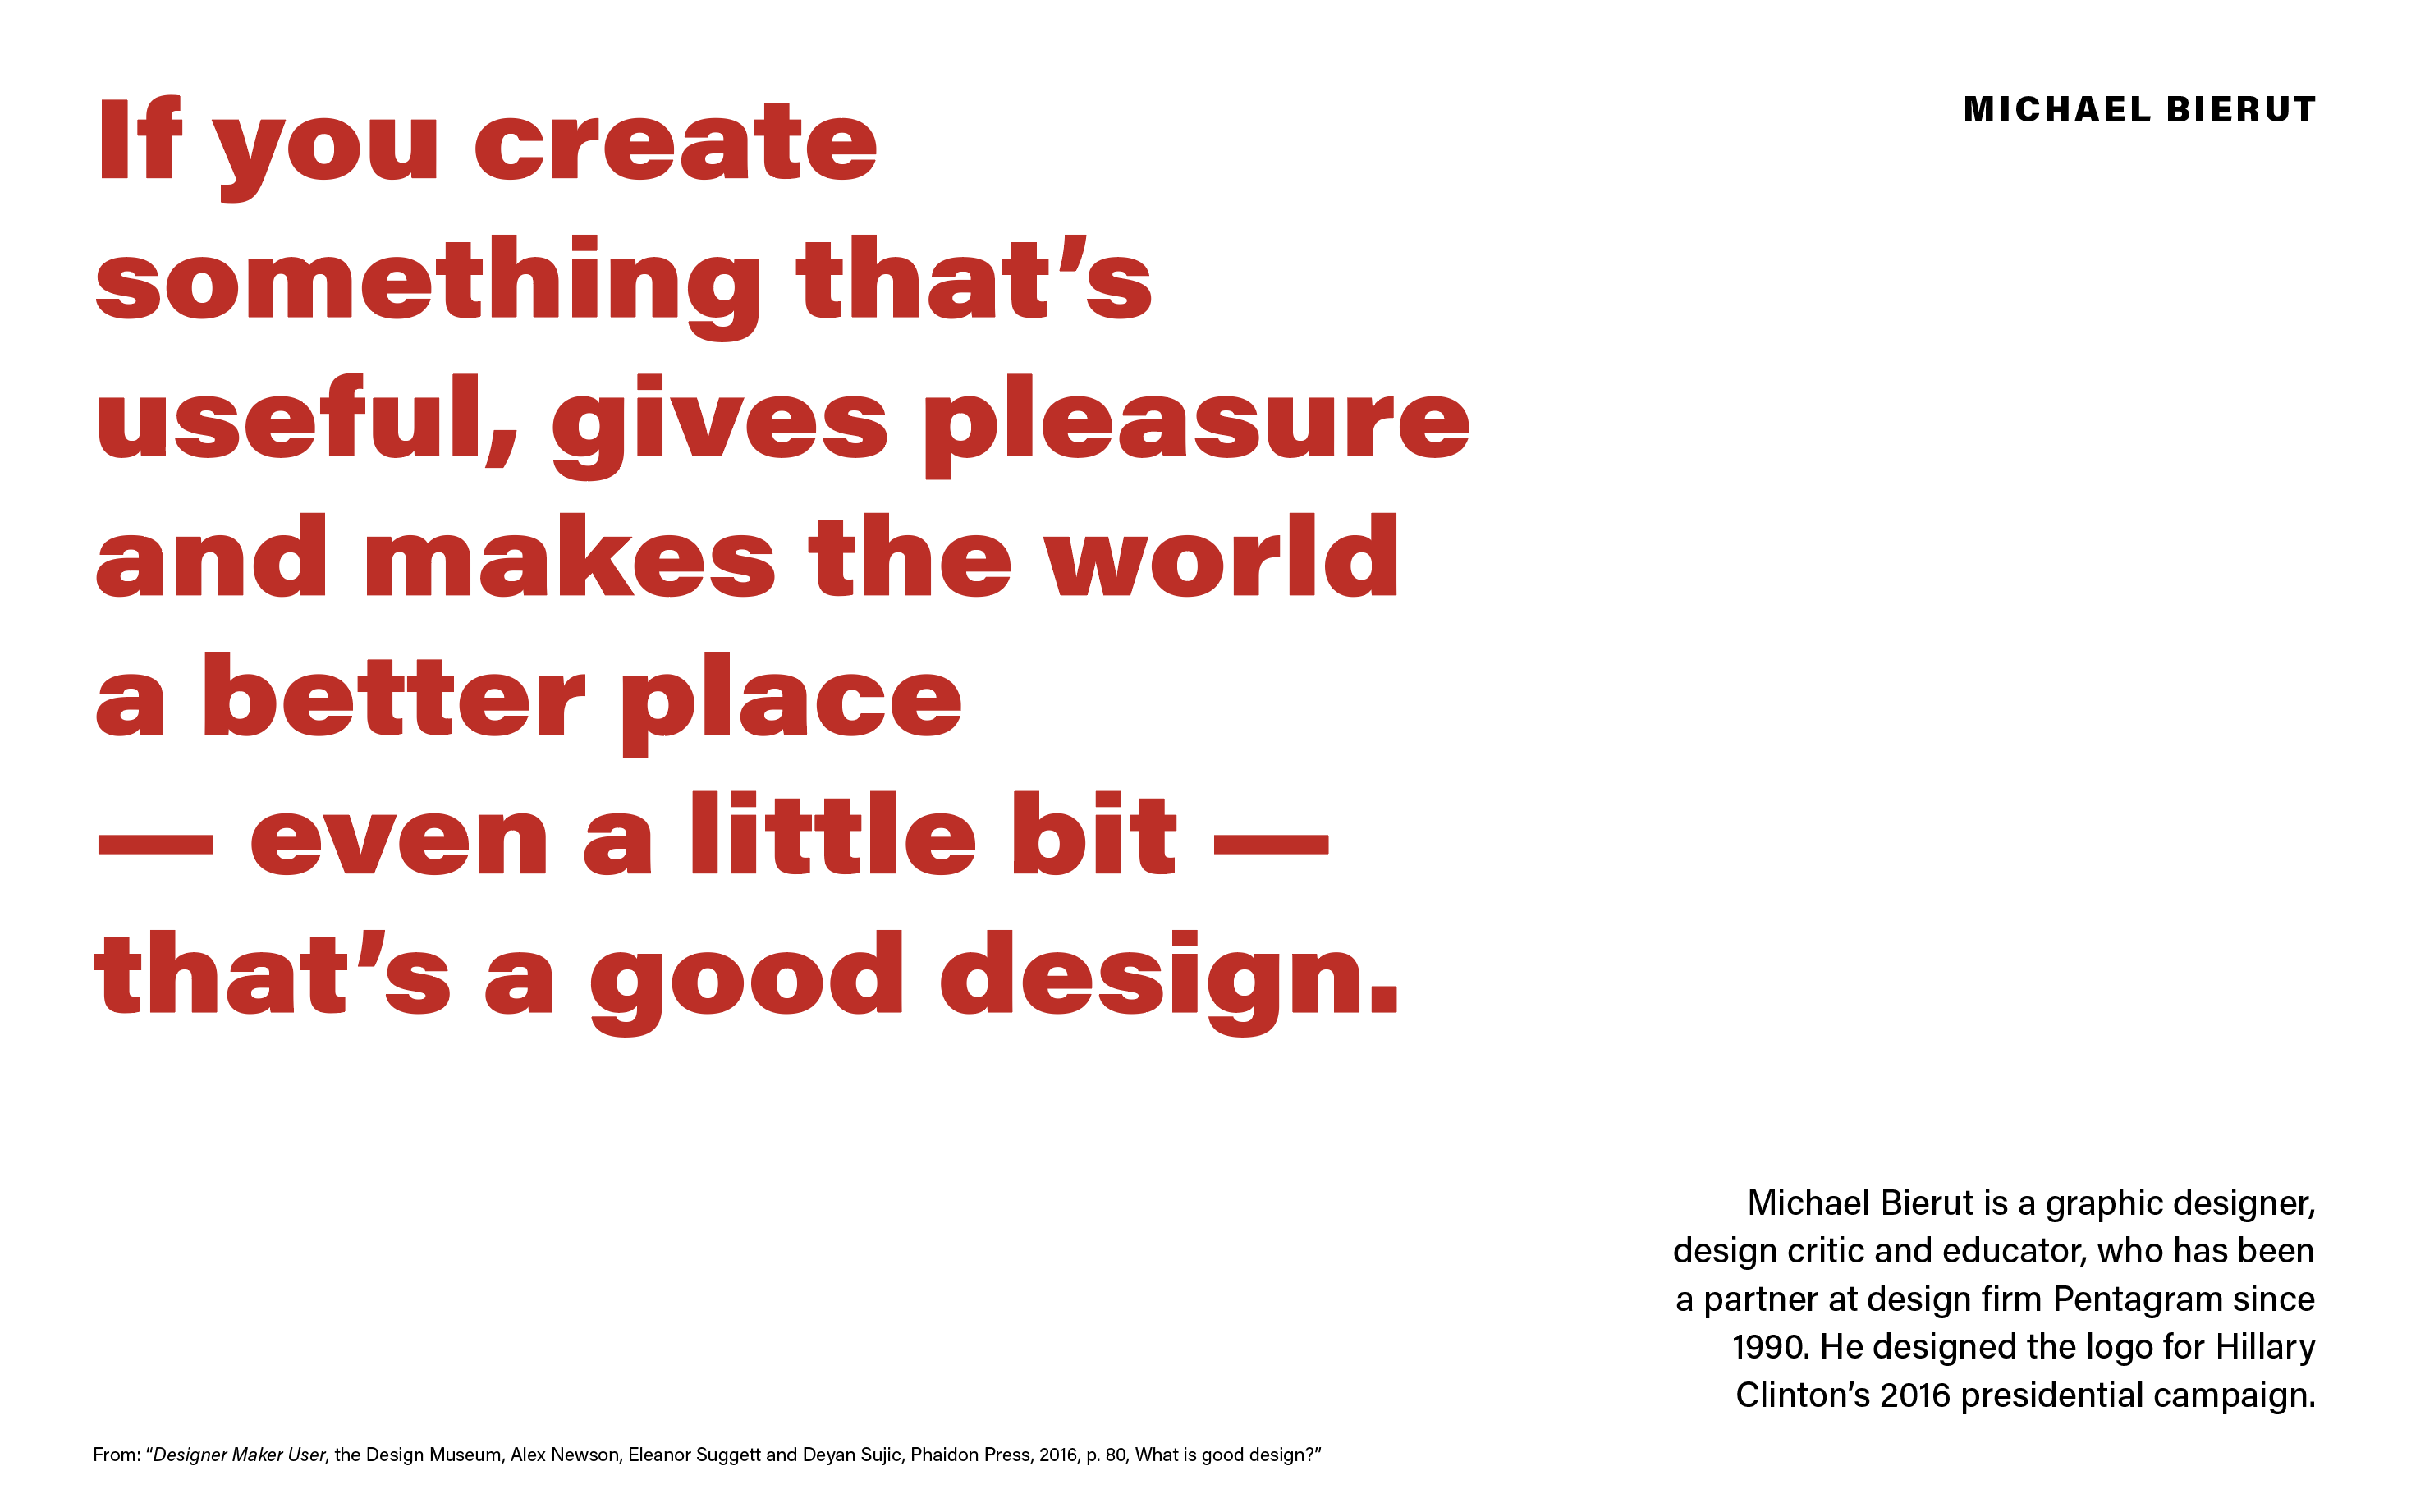 If you create
something that’s
useful, gives pleasure
and makes the world
a better place
— even a little bit —
that’s a good design.
MICHAEL BIERUT
Michael Bierut is a graphic designer,
design critic and educator, who has been
a partner at design firm Pentagram since
1990. He designed the logo for Hillary
Clinton’s 2016 presidential campaign.
From: “Designer Maker User, the Design Museum, Alex Newson, Eleanor Suggett and Deyan Sujic, Phaidon Press, 2016, p. 80, What is good design?”